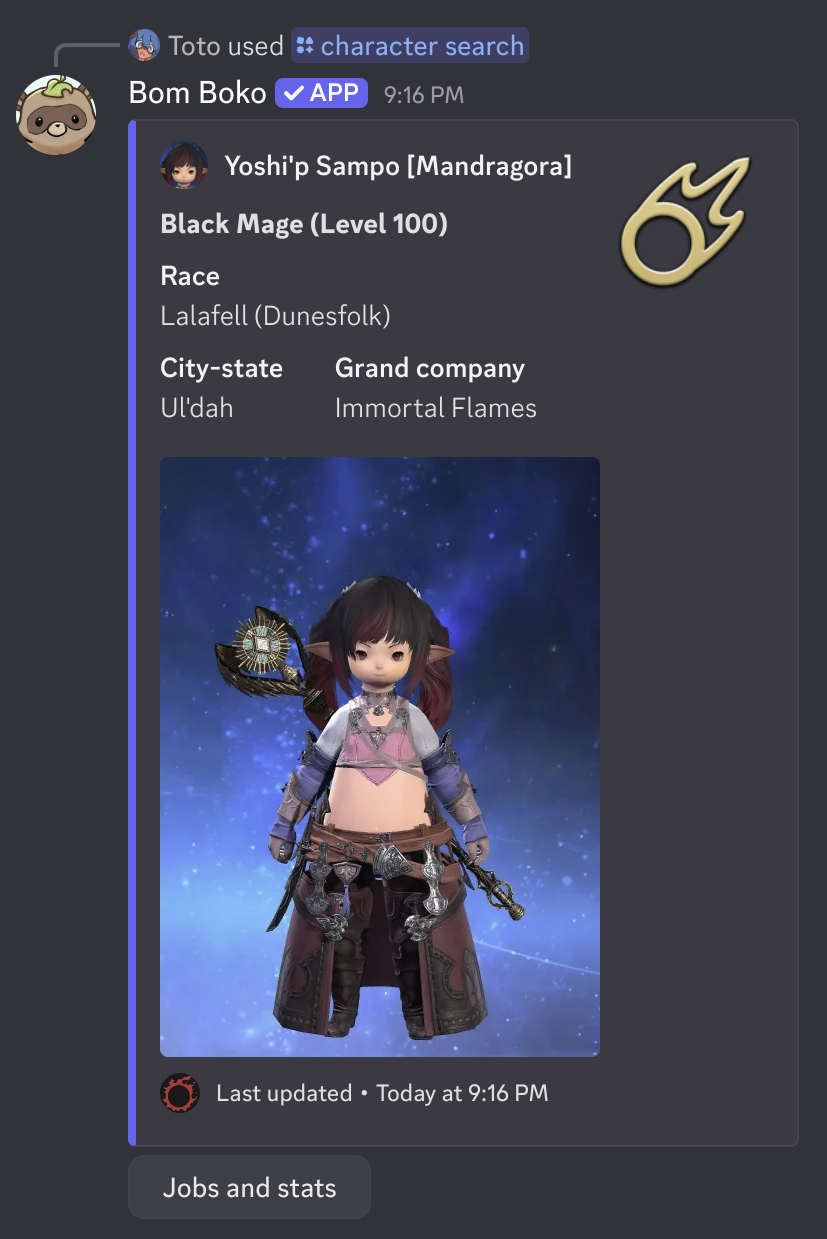 Toto used character search
Bom Boko APP 9:16 PM
Yoshi'p Sampo [Mandragora]
Black Mage (Level 100)
Race
Lalafell (Dunesfolk)
City-state Grand company
Ul'dah Immortal Flames
Last updated • Today at 9:16 PM
Jobs and stats